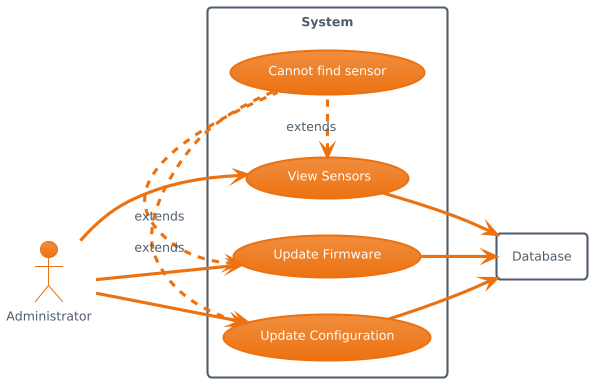 System
Cannot find sensor
extends
View Sensors
extends
extends
Update Firmware
Database
Administrator
Update Configuration